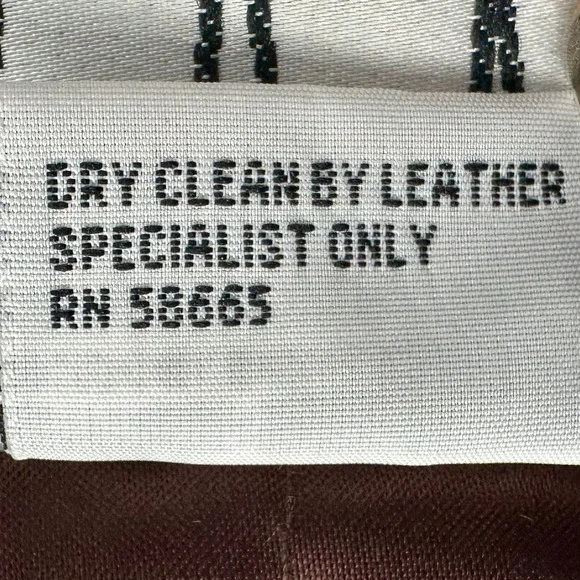 DRY CLEAN BY LEATHER
SPECIALIST ONLY
RN 58665